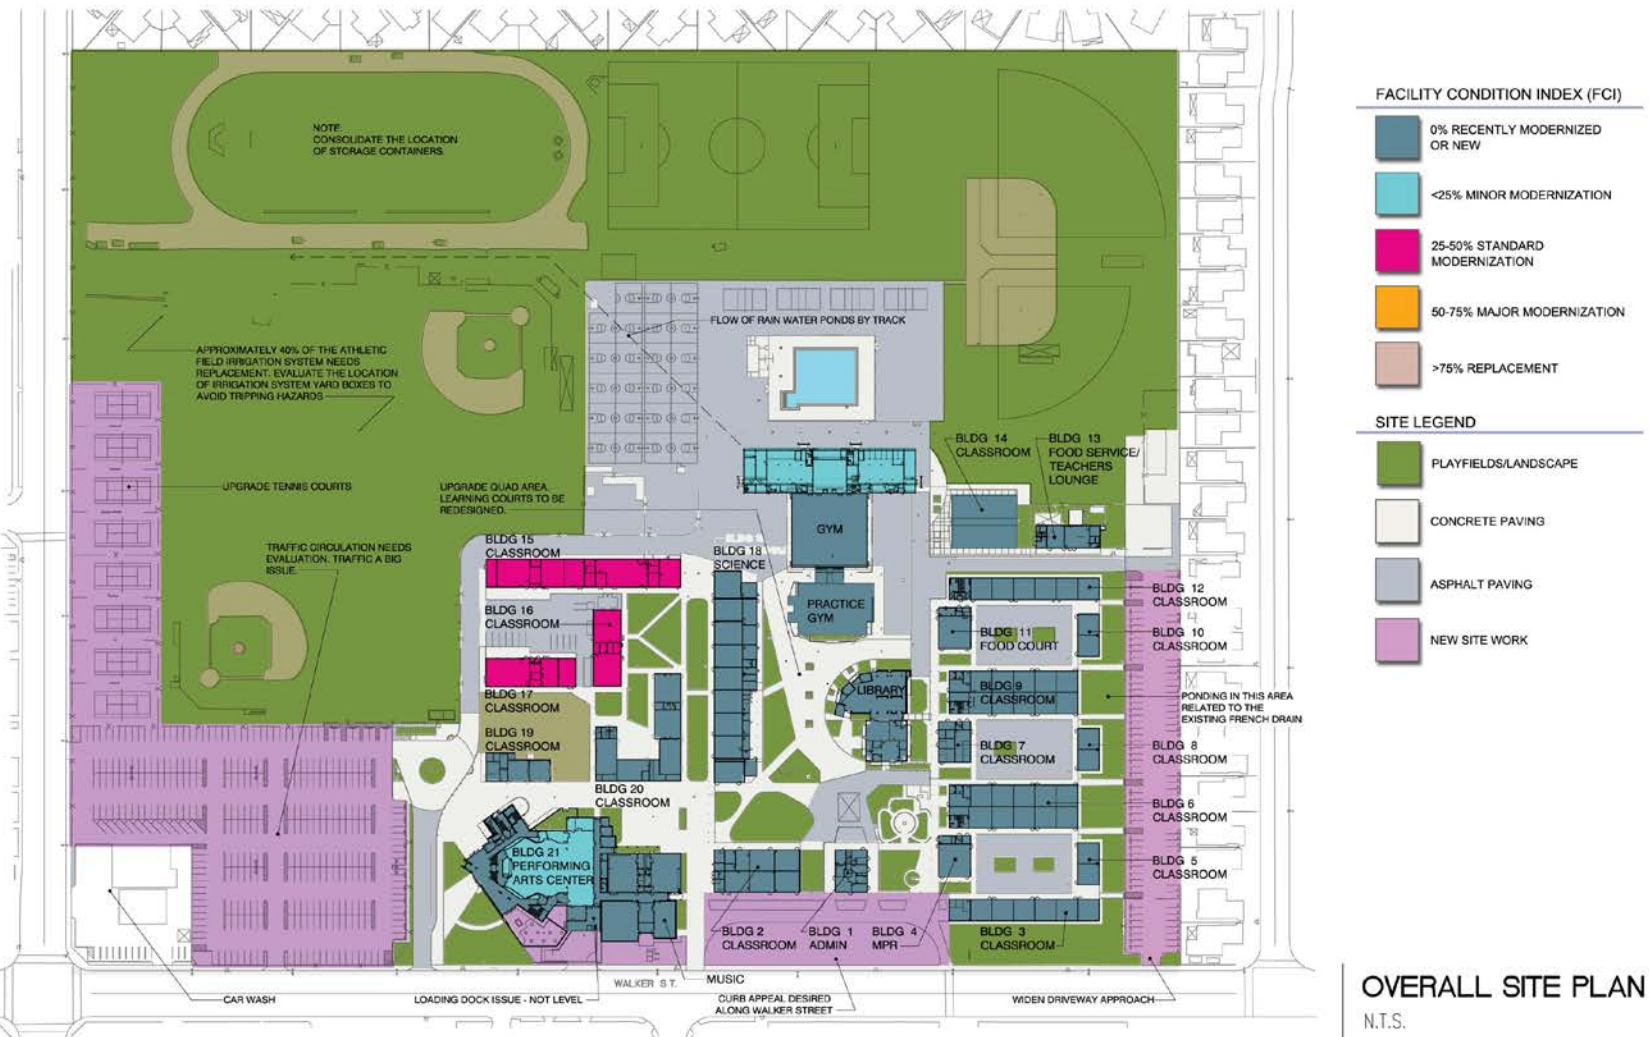 NOTE:
CONSOLIDATE THE LOCATION
OF STORAGE CONTAINERS
FLOW OF RAIN WATER PONDS BY TRACK
APPROXIMATELY 40% OF THE ATHLETIC
FIELD IRRIGATION SYSTEM NEEDS
REPLACEMENT. EVALUATE THE LOCATION
OF IRRIGATION SYSTEM YARD BOXES TO
AVOID TRIPPING HAZARDS
UPGRADE TENNIS COURTS
UPGRADE QUAD AREA.
LEARNING COURTS TO BE
REDESIGNED.
TRAFFIC CIRCULATION NEEDS
EVALUATION. TRAFFIC A BIG
ISSUE.
BLDG 14
CLASSROOM
BLDG 13
FOOD SERVICE/
TEACHERS
LOUNGE
GYM
BLDG 15
CLASSROOM
BLDG 18
SCIENCE
BLDG 16
CLASSROOM
PRACTICE
GYM
BLDG 12
CLASSROOM
BLDG 11
FOOD COURT
BLDG 10
CLASSROOM
BLDG 17
CLASSROOM
LIBRARY
BLDG 9
CLASSROOM
PONDING IN THIS AREA
RELATED TO THE
EXISTING FRENCH DRAIN
BLDG 19
CLASSROOM
BLDG 7
CLASSROOM
BLDG 8
CLASSROOM
BLDG 20
CLASSROOM
BLDG 6
CLASSROOM
BLDG 21
PERFORMING
ARTS CENTER
BLDG 5
CLASSROOM
BLDG 2
CLASSROOM
BLDG 1
ADMIN
BLDG 4
MPR
BLDG 3
CLASSROOM
MUSIC
WALKER ST.
CAR WASH
LOADING DOCK ISSUE - NOT LEVEL
CURB APPEAL DESIRED
ALONG WALKER STREET
WIDEN DRIVEWAY APPROACH
FACILITY CONDITION INDEX (FCI)
0% RECENTLY MODERNIZED
OR NEW
<25% MINOR MODERNIZATION
25-50% STANDARD
MODERNIZATION
50-75% MAJOR MODERNIZATION
>75% REPLACEMENT
SITE LEGEND
PLAYFIELDS/LANDSCAPE
CONCRETE PAVING
ASPHALT PAVING
NEW SITE WORK
OVERALL SITE PLAN
N.T.S.